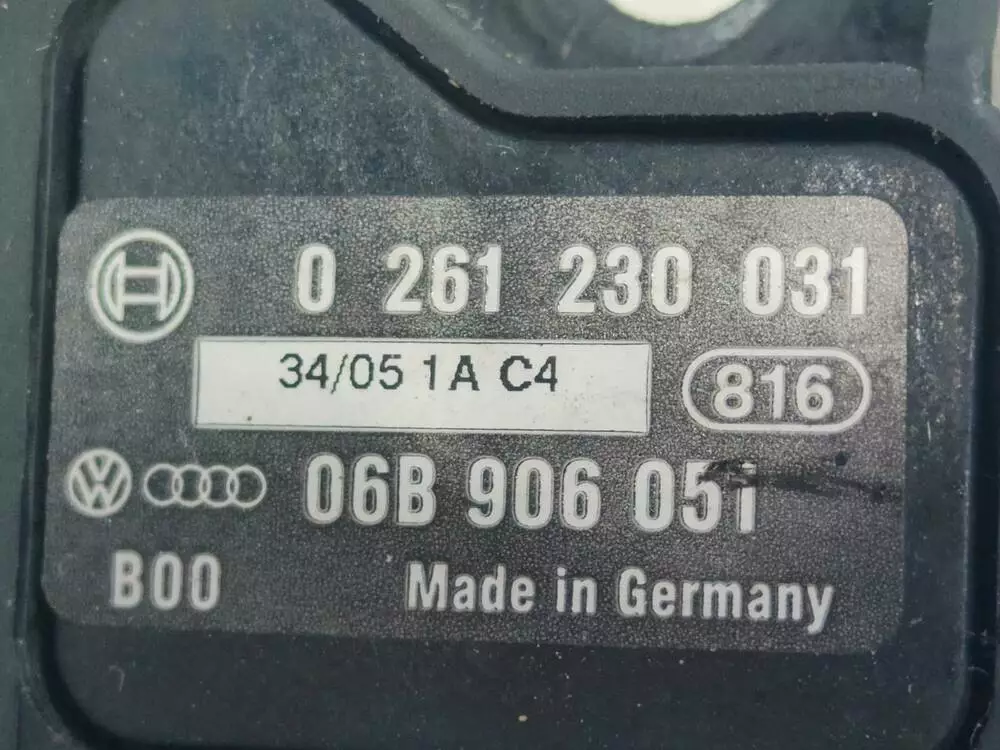 0 261 230 031
34/05 1A C4
816
06B 906 051
B00
Made in Germany